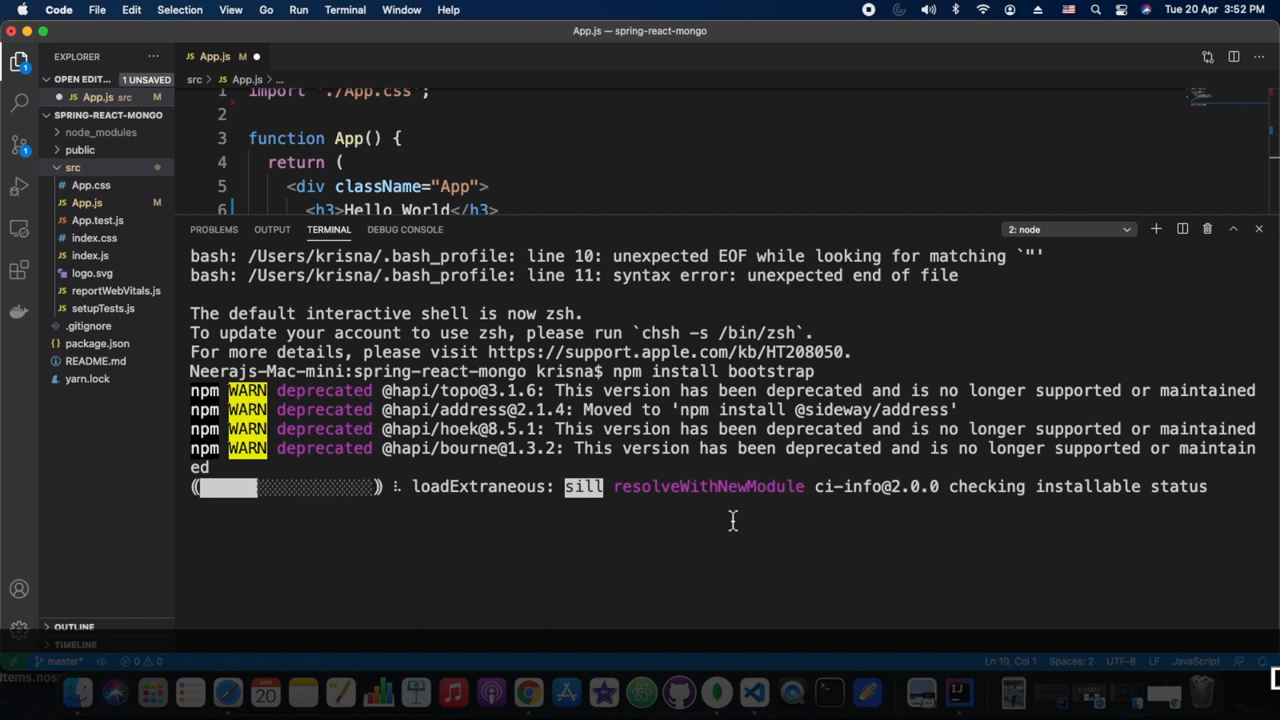 Code File Edit Selection View Go Run Terminal Window Help Tue 20 Apr 3:52 PM
App.js — spring-react-mongo
EXPLORER
OPEN EDIT... 1 UNSAVED
App.js src M
SPRING-REACT-MONGO
node_modules
public
src
App.css
App.js M
App.test.js
index.css
index.js
logo.svg
reportWebVitals.js
setupTests.js
.gitignore
package.json
README.md
yarn.lock
OUTLINE
TIMELINE
JS App.js M
src > JS App.js > ...
1 import './App.css';
2
3 function App() {
4 return (
5 <div className="App">
6 <h3>Hello World</h3>
PROBLEMS OUTPUT TERMINAL DEBUG CONSOLE 2: node
bash: /Users/krisna/.bash_profile: line 10: unexpected EOF while looking for matching `"'
bash: /Users/krisna/.bash_profile: line 11: syntax error: unexpected end of file
The default interactive shell is now zsh.
To update your account to use zsh, please run `chsh -s /bin/zsh`.
For more details, please visit https://support.apple.com/kb/HT208050.
Neerajs-Mac-mini:spring-react-mongo krisna$ npm install bootstrap
npm WARN deprecated @hapi/topo@3.1.6: This version has been deprecated and is no longer supported or maintained
npm WARN deprecated @hapi/address@2.1.4: Moved to 'npm install @sideway/address'
npm WARN deprecated @hapi/hoek@8.5.1: This version has been deprecated and is no longer supported or maintained
npm WARN deprecated @hapi/bourne@1.3.2: This version has been deprecated and is no longer supported or maintain
ed
loadExtraneous: sill resolveWithNewModule ci-info@2.0.0 checking installable status
master* 0 0 Ln 10, Col 1 Spaces: 2 UTF-8 LF JavaScript